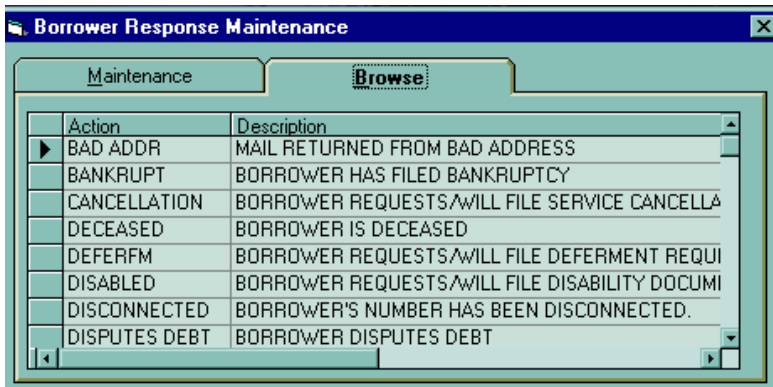 Borrower Response Maintenance
Maintenance Browse
Action Description
BAD ADDR MAIL RETURNED FROM BAD ADDRESS
BANKRUPT BORROWER HAS FILED BANKRUPTCY
CANCELLATION BORROWER REQUESTS/WILL FILE SERVICE CANCELLA
DECEASED BORROWER IS DECEASED
DEFERFM BORROWER REQUESTS/WILL FILE DEFERMENT REQUI
DISABLED BORROWER REQUESTS/WILL FILE DISABILITY DOCUMI
DISCONNECTED BORROWER'S NUMBER HAS BEEN DISCONNECTED.
DISPUTES DEBT BORROWER DISPUTES DEBT